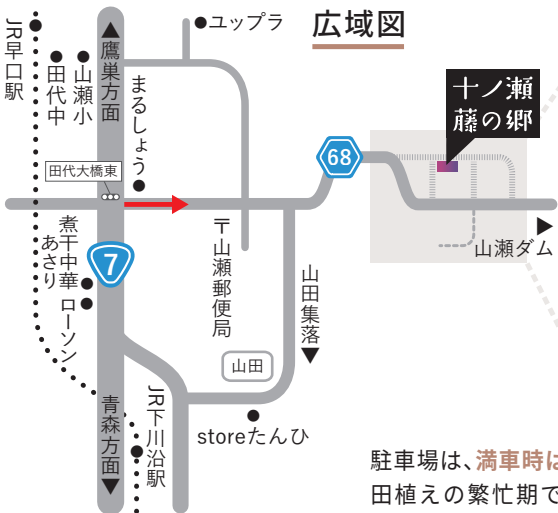 広域図
JR早口駅
田代中
山瀬小
▲鷹巣方面
まるしょう
ユップラ
十ノ瀬
藤の郷
68
田代大橋東
〒山瀬郵便局
山瀬ダム
煮干中華
あさり
ローソン
7
山田集落▼
山田
storeたんひ
青森方面▼
JR下川沿駅
駐車場は、満車時は
田植えの繁忙期で